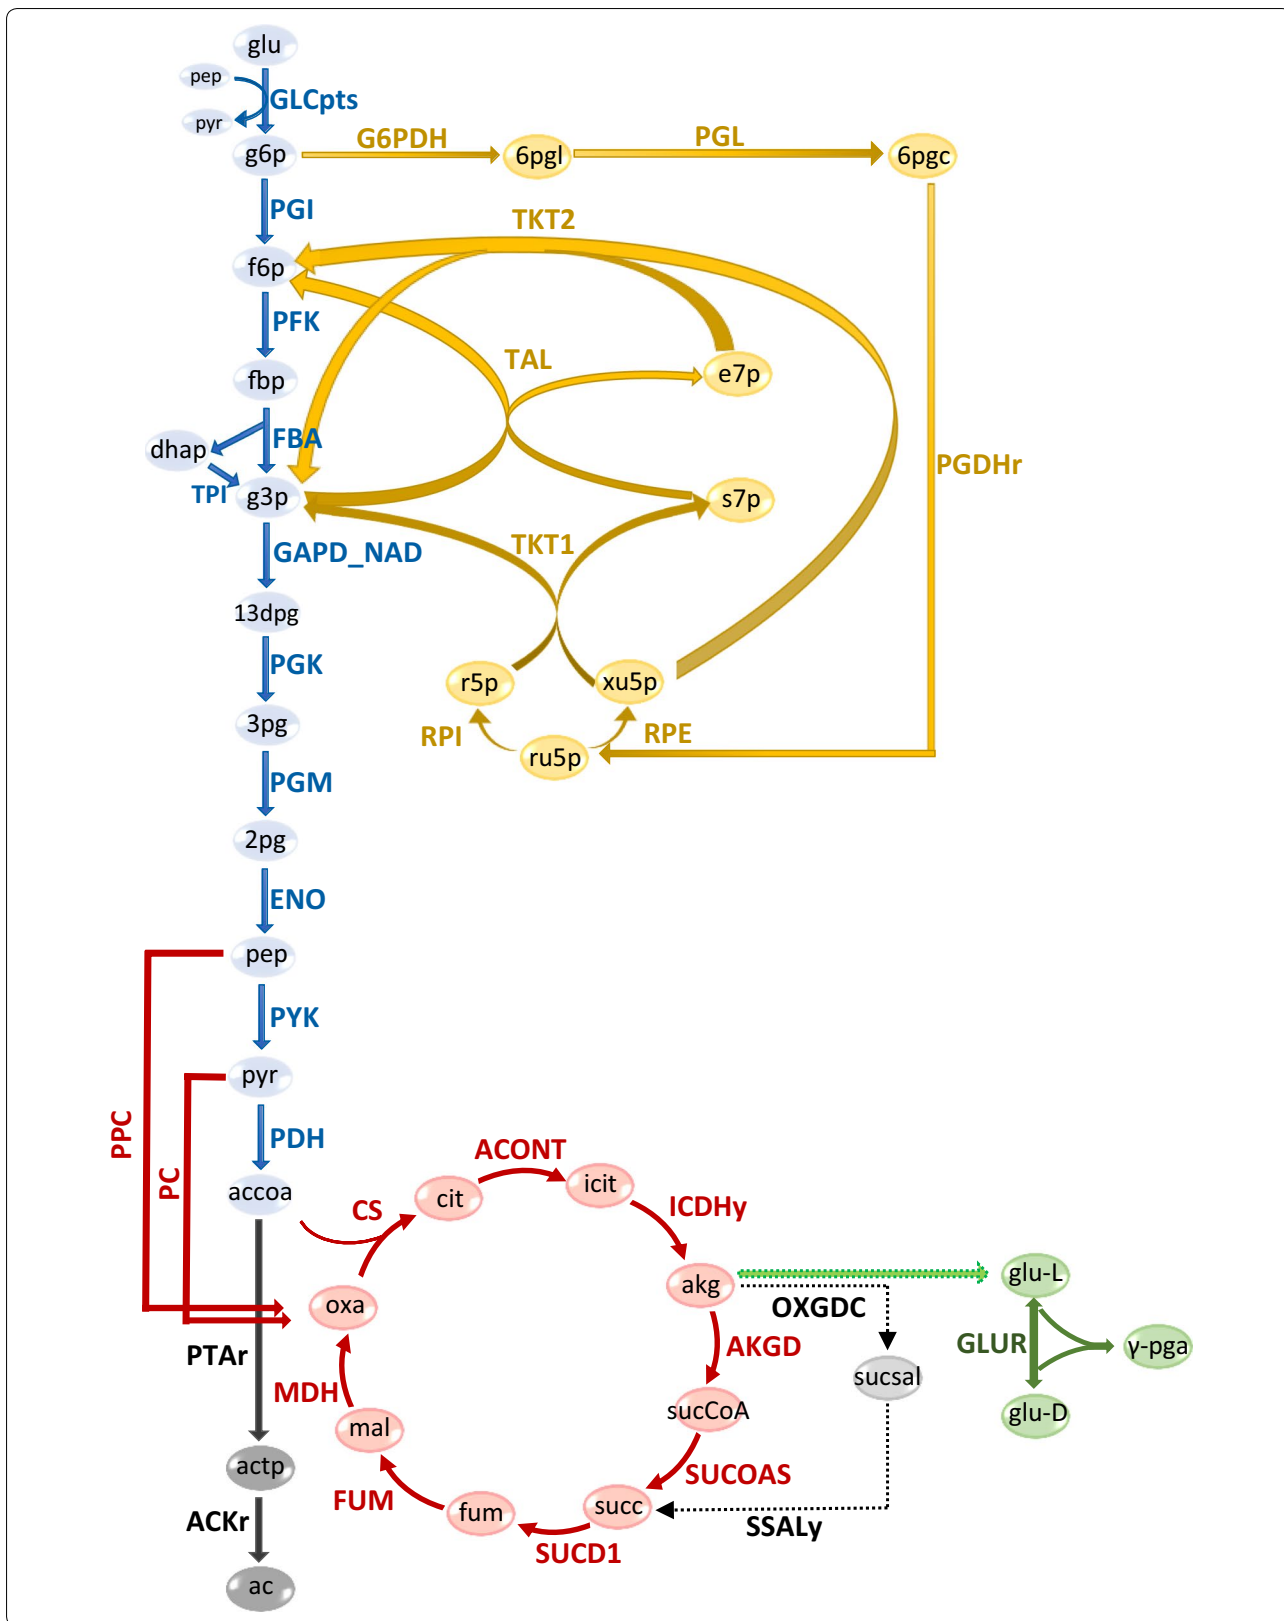 glu
pep
GLCpts
pyr
G6PDH
PGL
g6p
6pgl
6pgc
PGI
TKT2
f6p
PFK
TAL
fbp
e7p
FBA
dhap
PGDHr
TPI
g3p
s7p
TKT1
GAPD_NAD
13dpg
PGK
r5p
xu5p
3pg
RPI
RPE
ru5p
PGM
2pg
ENO
pep
PYK
pyr
PPC
PC
PDH
ACONT
accoa
cit
icit
CS
ICDHy
akg
glu-L
oxa
OXGDC
PTAr
AKGD
GLUR
γ-pga
MDH
sucsal
mal
sucCoA
glu-D
actp
SUCOAS
FUM
fum
succ
ACKr
SSALy
SUCD1
ac